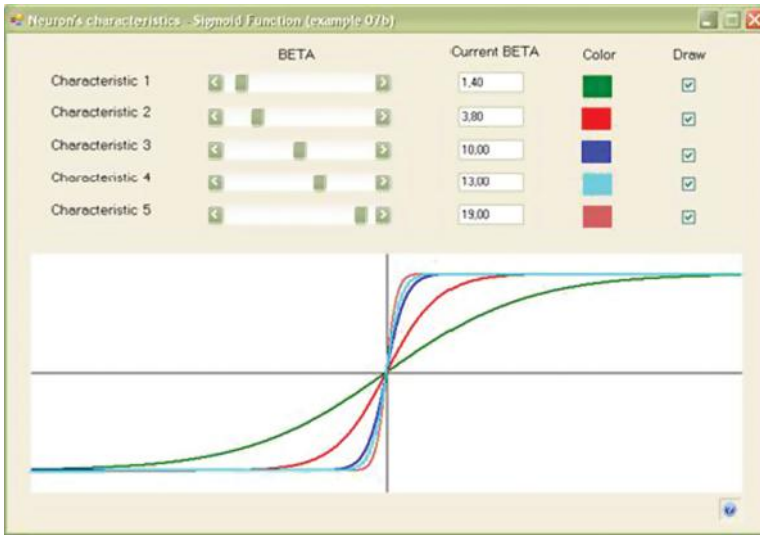 Neuron's characteristics - Sigmoid Function (example 07b)
BETA Current BETA Color Draw
Characteristic 1 1,40
Characteristic 2 3,80
Characteristic 3 10,00
Characteristic 4 13,00
Characteristic 5 19,00